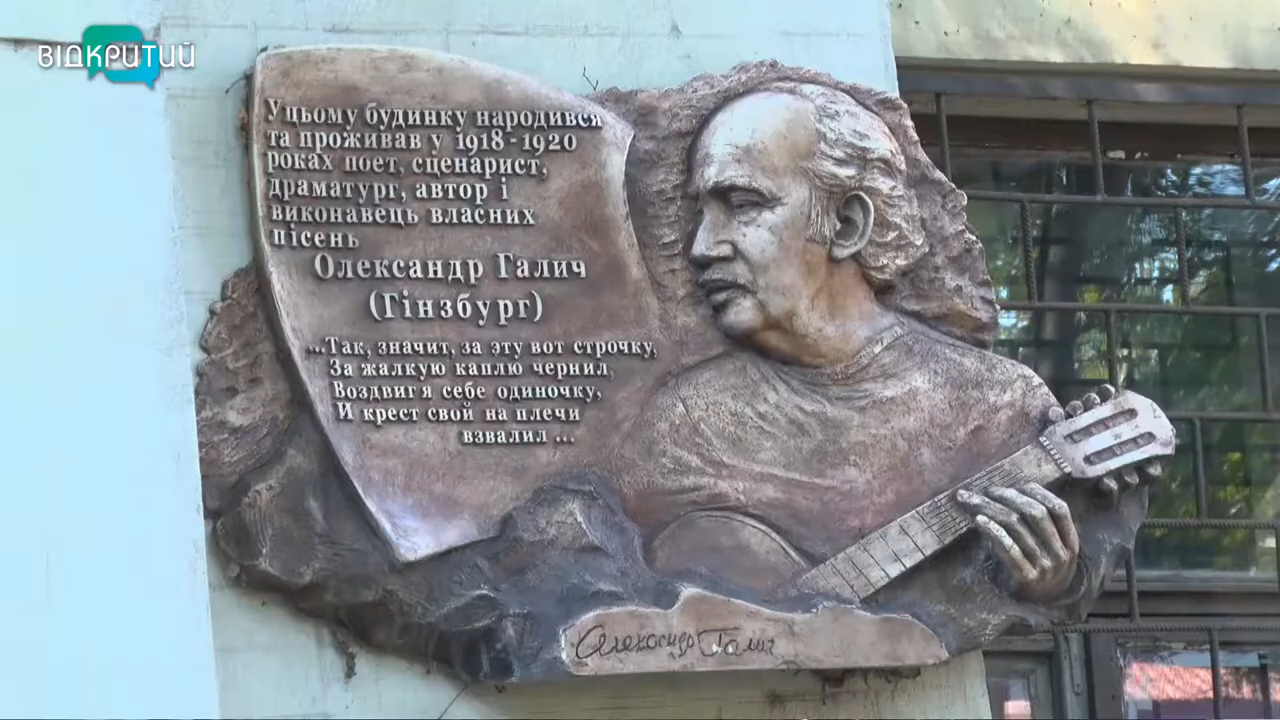 ВІДКРИТИЙ
У цьому будинку народився
та проживав у 1918-1920
роках поет, сценарист,
драматург, автор і
виконавець власних
пісень
Олександр Галич
(Гінзбург)
...Так, значит, за эту вот строчку,
За жалкую каплю чернил,
Воздвиг я себе одиночку,
И крест свой на плечи
взвалил ...
Александр Галич